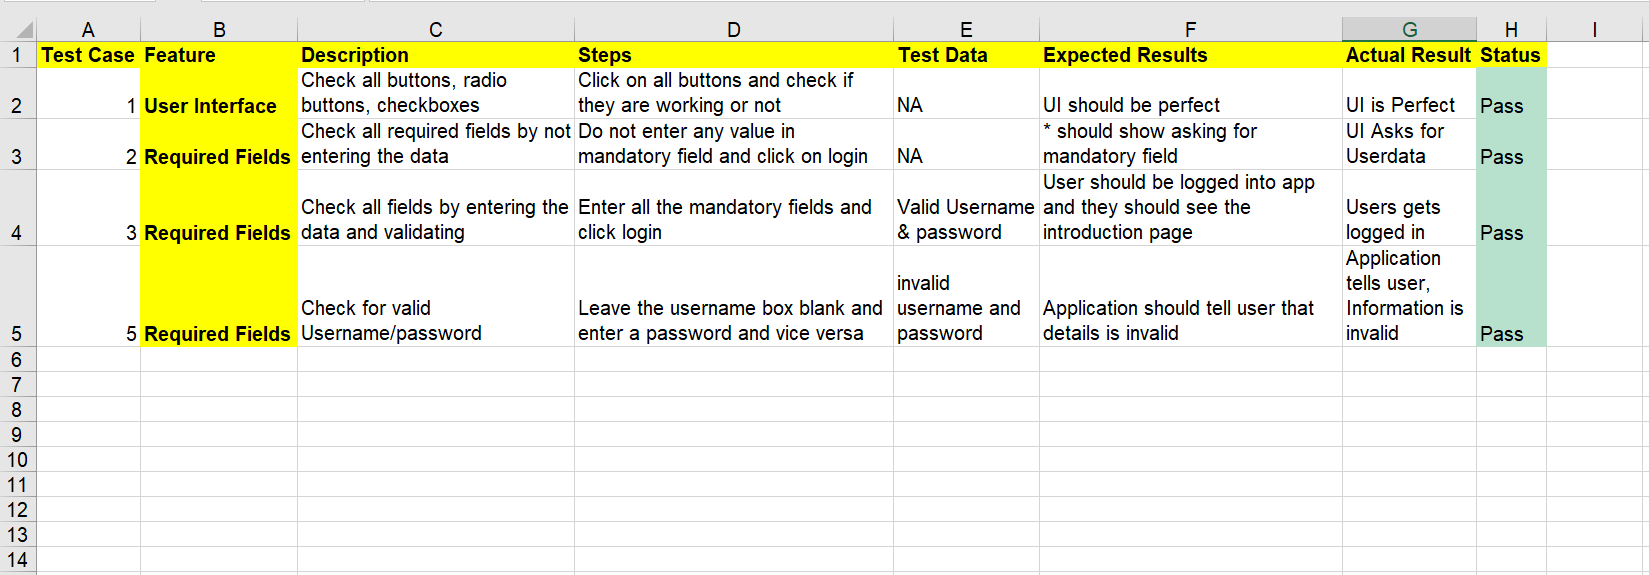 A B C D E F G H I
1 Test Case Feature Description Steps Test Data Expected Results Actual Result Status
Check all buttons, radio Click on all buttons and check if
2 1 User Interface buttons, checkboxes they are working or not NA UI should be perfect UI is Perfect Pass
Check all required fields by not Do not enter any value in * should show asking for UI Asks for
3 2 Required Fields entering the data mandatory field and click on login NA mandatory field Userdata Pass
User should be logged into app
Check all fields by entering the Enter all the mandatory fields and Valid Username and they should see the Users gets
4 3 Required Fields data and validating click login & password introduction page logged in Pass
Application
invalid tells user,
Check for valid Leave the username box blank and username and Application should tell user that Information is
5 5 Required Fields Username/password enter a password and vice versa password details is invalid invalid Pass
6
7
8
9
10
11
12
13
14